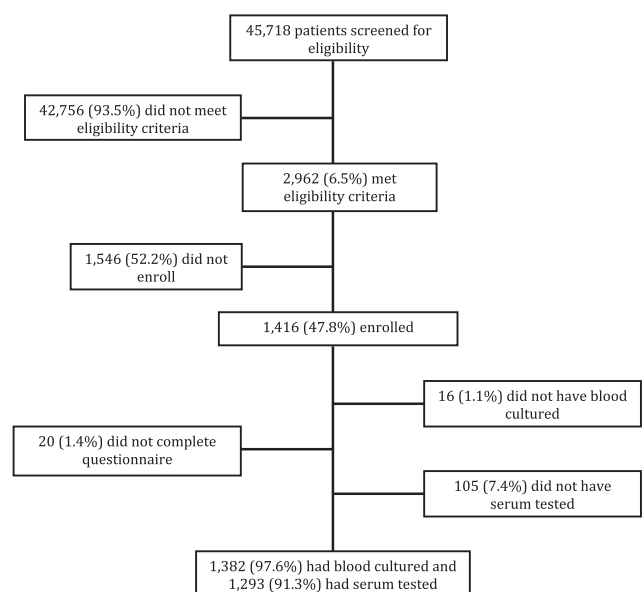 45,718 patients screened for
eligibility
42,756 (93.5%) did not meet
eligibility criteria
2,962 (6.5%) met
eligibility criteria
1,546 (52.2%) did not
enroll
1,416 (47.8%) enrolled
16 (1.1%) did not have blood
cultured
20 (1.4%) did not complete
questionnaire
105 (7.4%) did not have
serum tested
1,382 (97.6%) had blood cultured and
1,293 (91.3%) had serum tested